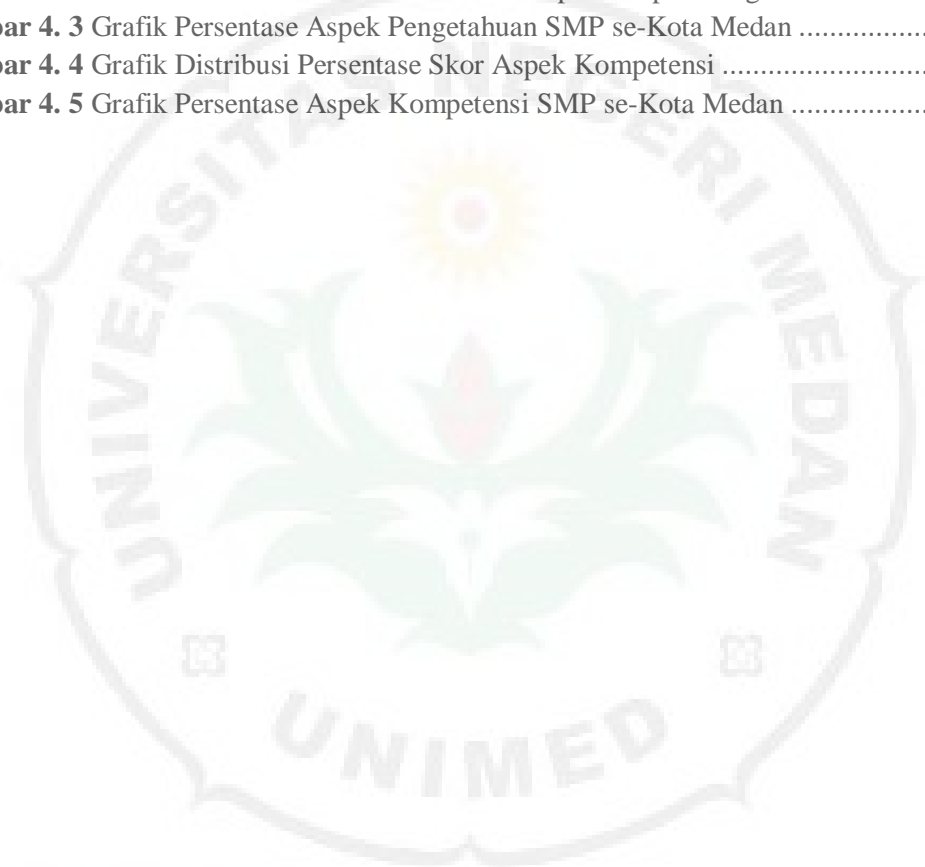 bar 4. 3 Grafik Persentase Aspek Pengetahuan SMP se-Kota Medan ..................
bar 4. 4 Grafik Distribusi Persentase Skor Aspek Kompetensi ............................
bar 4. 5 Grafik Persentase Aspek Kompetensi SMP se-Kota Medan ..................
UNIVERSITAS NEGERI MEDAN
UNIMED